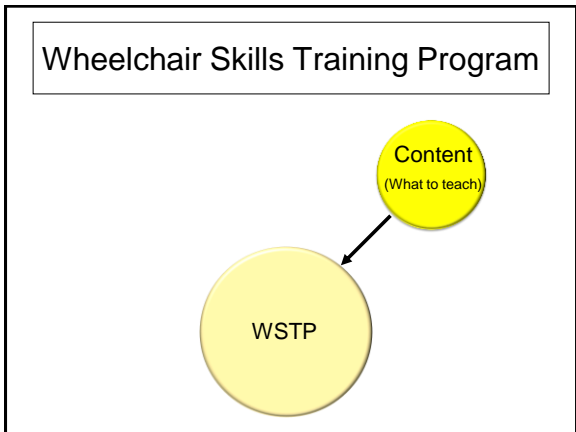 Wheelchair Skills Training Program
Content
(What to teach)
WSTP